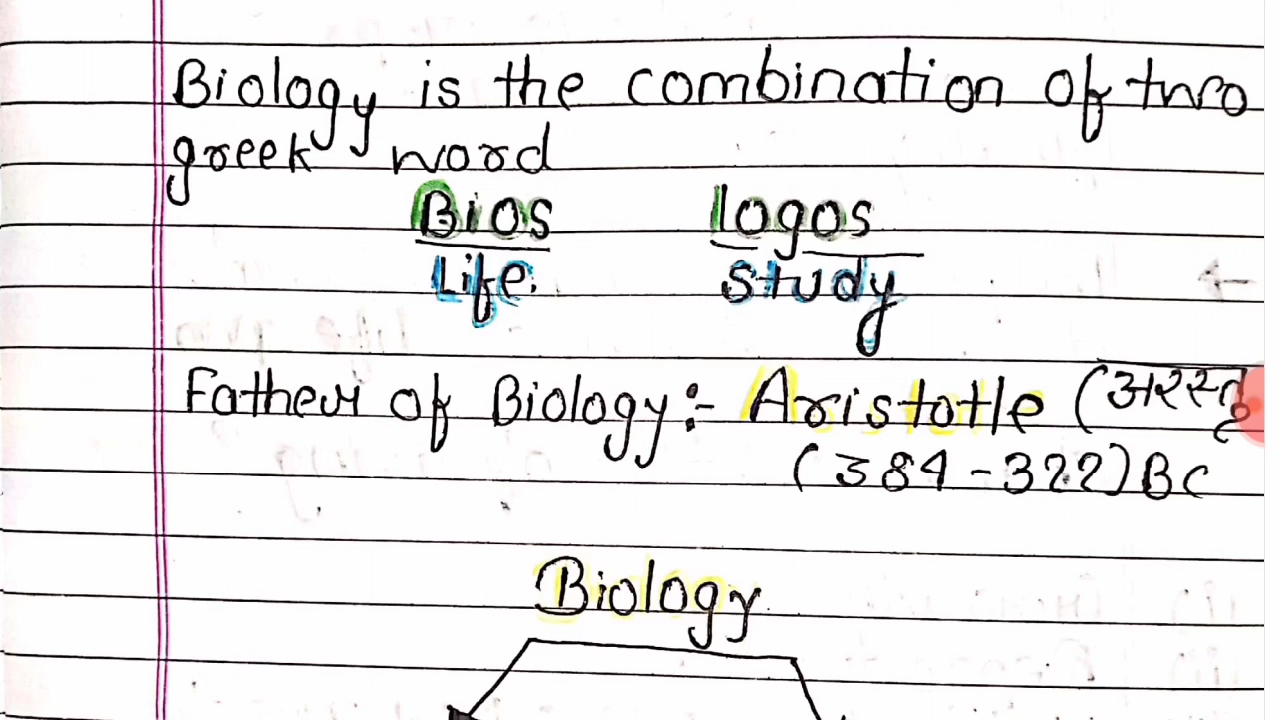 Biology is the combination of two
greek word
Bios logos
Life. Study
Father of Biology:- Aristotle (अरस्तु
(384-322)BC
Biology